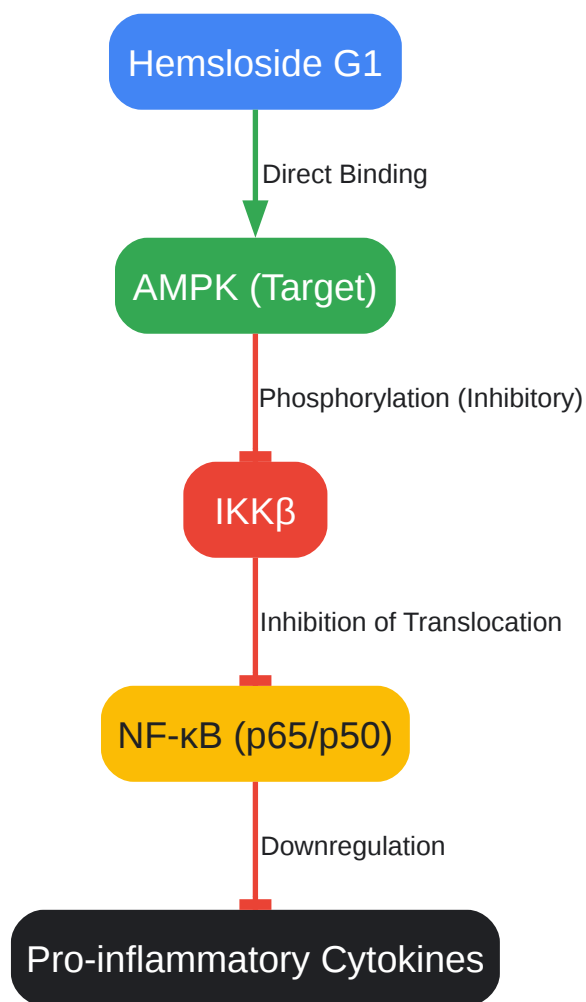 Hemsloside G1
Direct Binding
AMPK (Target)
Phosphorylation (Inhibitory)
IKKβ
Inhibition of Translocation
NF-κB (p65/p50)
Downregulation
Pro-inflammatory Cytokines